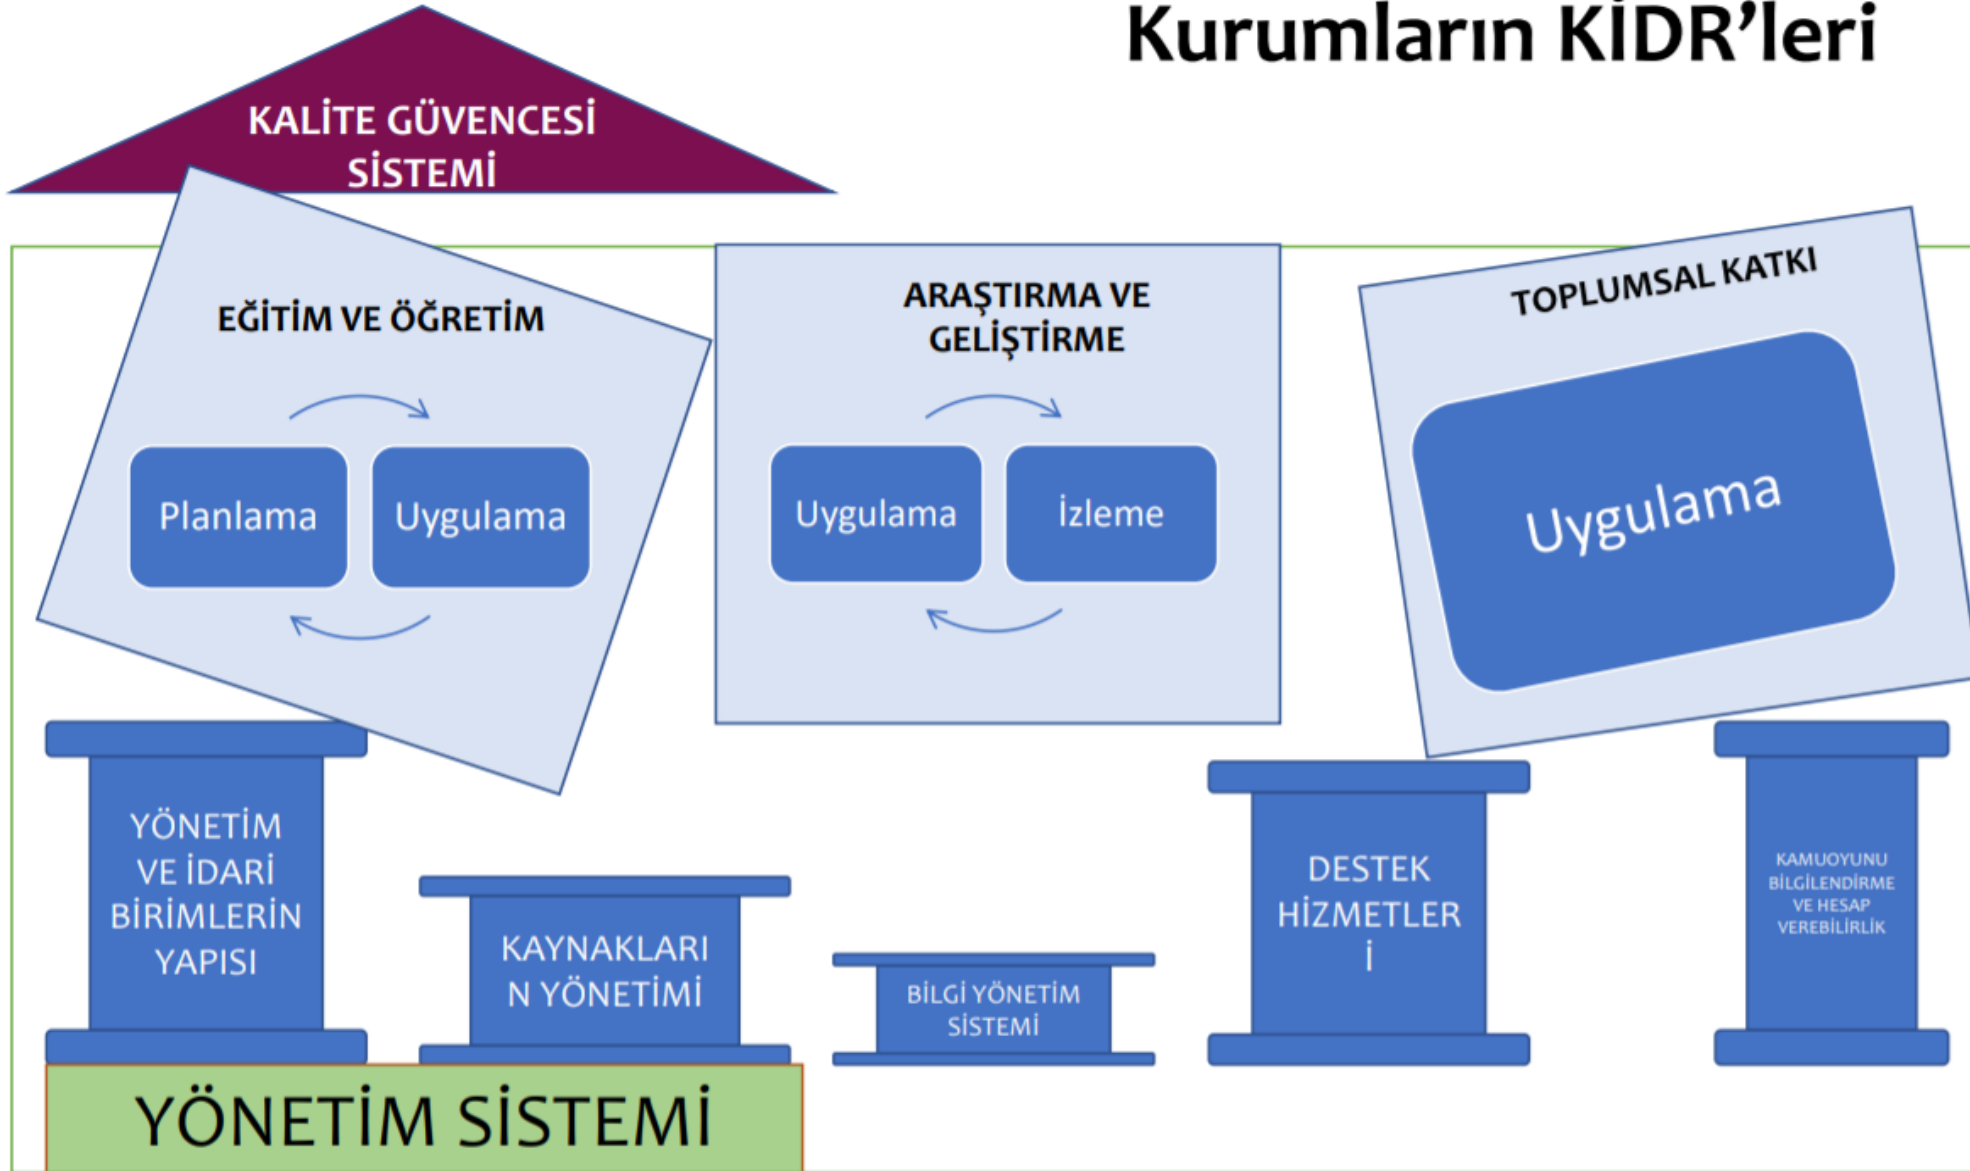 Kurumların KİDR’leri
KALİTE GÜVENCESİ
SİSTEMİ
EĞİTİM VE ÖĞRETİM
Planlama
Uygulama
ARAŞTIRMA VE
GELİŞTİRME
Uygulama
İzleme
TOPLUMSAL KATKI
Uygulama
YÖNETİM
VE İDARİ
BİRİMLERİN
YAPISI
KAYNAKLARI
N YÖNETİMİ
BİLGİ YÖNETİM
SİSTEMİ
DESTEK
HİZMETLER
İ
KAMUOYUNU
BİLGİLENDİRME
VE HESAP
VEREBİLİRLİK
YÖNETİM SİSTEMİ